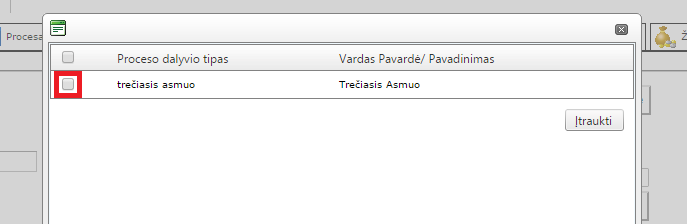 Procesa
Ž
Proceso dalyvio tipas Vardas Pavardė/ Pavadinimas
trečiasis asmuo Trečiasis Asmuo
Įtraukti